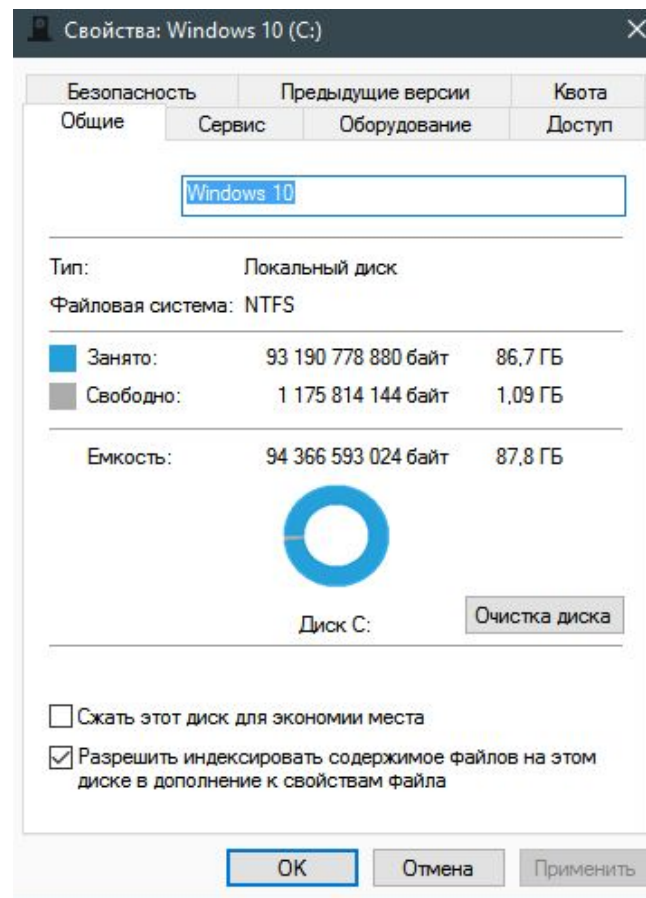 Свойства: Windows 10 (C:)
Безопасность Предыдущие версии Квота
Общие Сервис Оборудование Доступ
Windows 10
Тип: Локальный диск
Файловая система: NTFS
Занято: 93 190 778 880 байт 86,7 ГБ
Свободно: 1 175 814 144 байт 1,09 ГБ
Емкость: 94 366 593 024 байт 87,8 ГБ
Диск C:
Очистка диска
Сжать этот диск для экономии места
Разрешить индексировать содержимое файлов на этом
диске в дополнение к свойствам файла
OK Отмена Применить